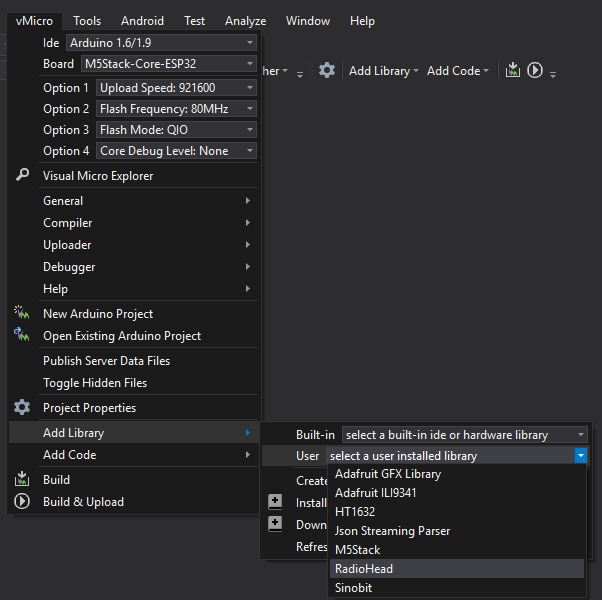 vMicro Tools Android Test Analyze Window Help
Ide Arduino 1.6/1.9
Board M5Stack-Core-ESP32
her Add Library Add Code
Option 1 Upload Speed: 921600
Option 2 Flash Frequency: 80MHz
Option 3 Flash Mode: QIO
Option 4 Core Debug Level: None
Visual Micro Explorer
General
Compiler
Uploader
Debugger
Help
New Arduino Project
Open Existing Arduino Project
Publish Server Data Files
Toggle Hidden Files
Project Properties
Add Library
Add Code
Build
Build & Upload
Built-in select a built-in ide or hardware library
User select a user installed library
Create
Install
Down
Refres
Adafruit GFX Library
Adafruit ILI9341
HT1632
Json Streaming Parser
M5Stack
RadioHead
Sinobit